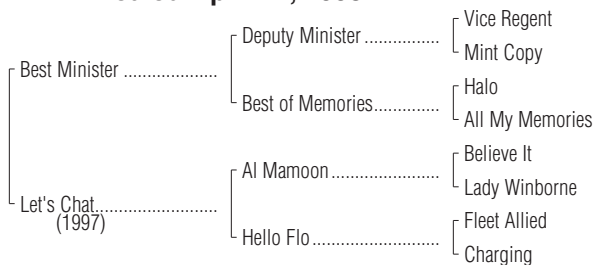 Vice Regent
Deputy Minister ................
Mint Copy
Best Minister ....................
Halo
Best of Memories..............
All My Memories
Believe It
Al Mamoon.......................
Lady Winborne
Let's Chat..........................
(1997)
Fleet Allied
Hello Flo...........................
Charging